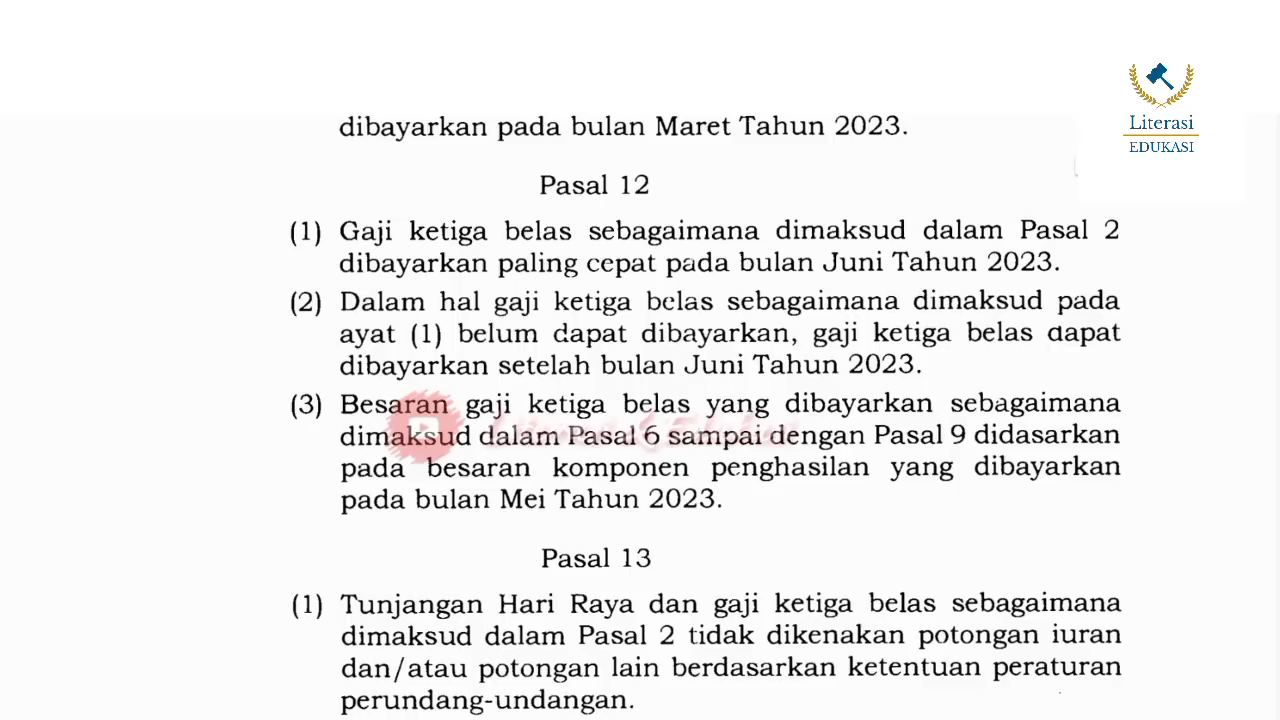 Literasi
EDUKASI
dibayarkan pada bulan Maret Tahun 2023.
Pasal 12
(1) Gaji ketiga belas sebagaimana dimaksud dalam Pasal 2
dibayarkan paling cepat pada bulan Juni Tahun 2023.
(2) Dalam hal gaji ketiga belas sebagaimana dimaksud pada
ayat (1) belum dapat dibayarkan, gaji ketiga belas dapat
dibayarkan setelah bulan Juni Tahun 2023.
(3) Besaran gaji ketiga belas yang dibayarkan sebagaimana
dimaksud dalam Pasal 6 sampai dengan Pasal 9 didasarkan
pada besaran komponen penghasilan yang dibayarkan
pada bulan Mei Tahun 2023.
Pasal 13
(1) Tunjangan Hari Raya dan gaji ketiga belas sebagaimana
dimaksud dalam Pasal 2 tidak dikenakan potongan iuran
dan/atau potongan lain berdasarkan ketentuan peraturan
perundang-undangan.